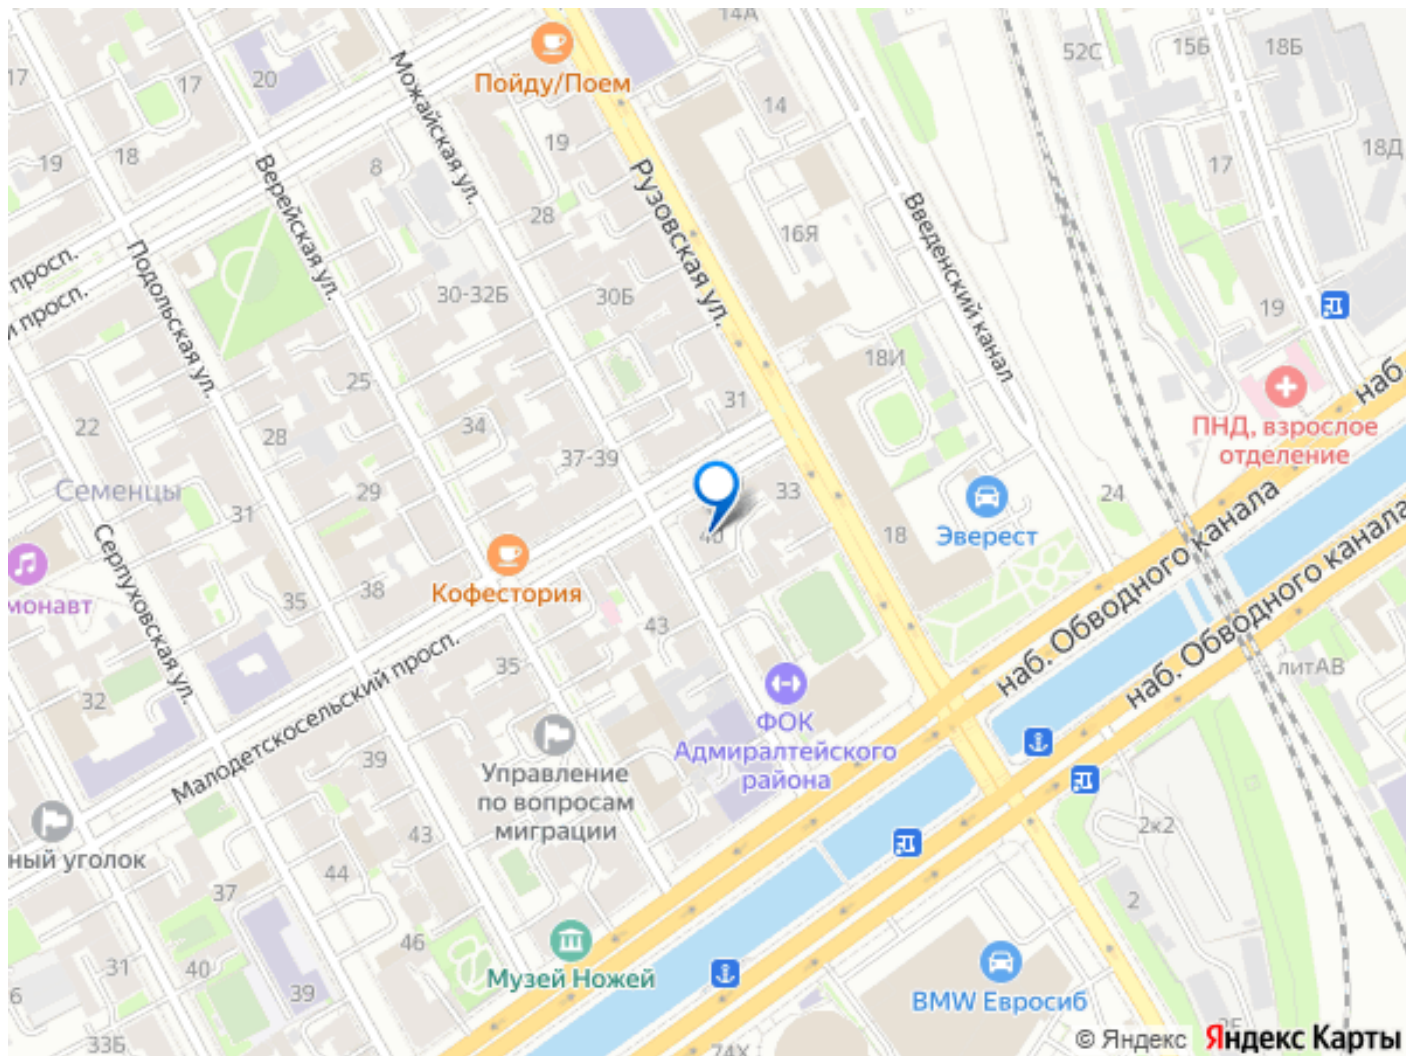 14А
52С
15Б
18Б
17
20
17
Пойду/Поем
Можайская ул.
14
19
18Д
19
18
8
17
Верейская ул.
Рузовская ул.
28
16Я
Введенский канал
просп.
просп.
Подольская ул.
30-32Б
30Б
19
18И
25
31
наб.
22
28
34
ПНД, взрослое
отделение
37-39
Семенцы
29
33
24
31
40
18
Эверест
наб. Обводного канала
наб. Обводного канала
Серпуховская ул.
монавт
35
38
Кофестория
43
35
литАВ
32
Малодетскосельский просп.
ФОК
Адмиралтейского
района
39
Управление
по вопросам
миграции
43
2к2
ный уголок
44
37
2
46
31
40
Музей Ножей
6
39
BMW Евросиб
33Б
74Х
© Яндекс
Яндекс Карты